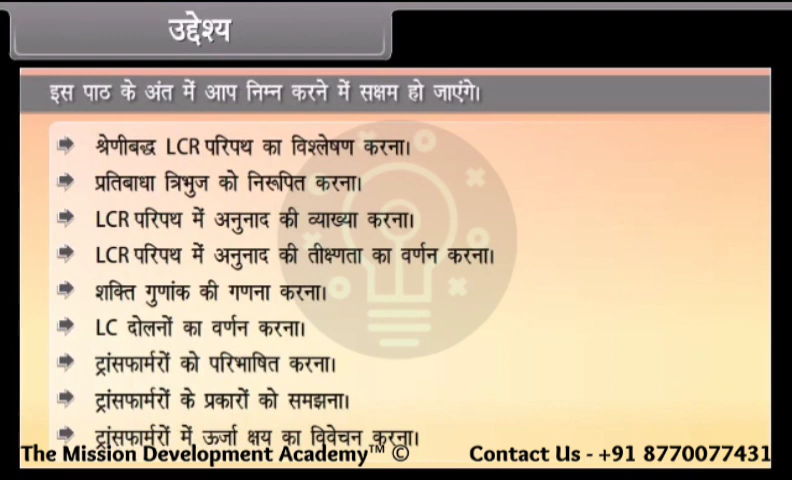 उद्देश्य
इस पाठ के अंत में आप निम्न करने में सक्षम हो जाएंगे।
श्रेणीबद्ध LCR परिपथ का विश्लेषण करना।
प्रतिबाधा त्रिभुज को निरूपित करना।
LCR परिपथ में अनुनाद की व्याख्या करना।
LCR परिपथ में अनुनाद की तीक्ष्णता का वर्णन करना।
शक्ति गुणांक की गणना करना।
LC दोलनों का वर्णन करना।
ट्रांसफार्मरों को परिभाषित करना।
ट्रांसफार्मरों के प्रकारों को समझना।
ट्रांसफार्मरों में ऊर्जा क्षय का विवेचन करना।
The Mission Development Academy™ © Contact Us - +91 8770077431